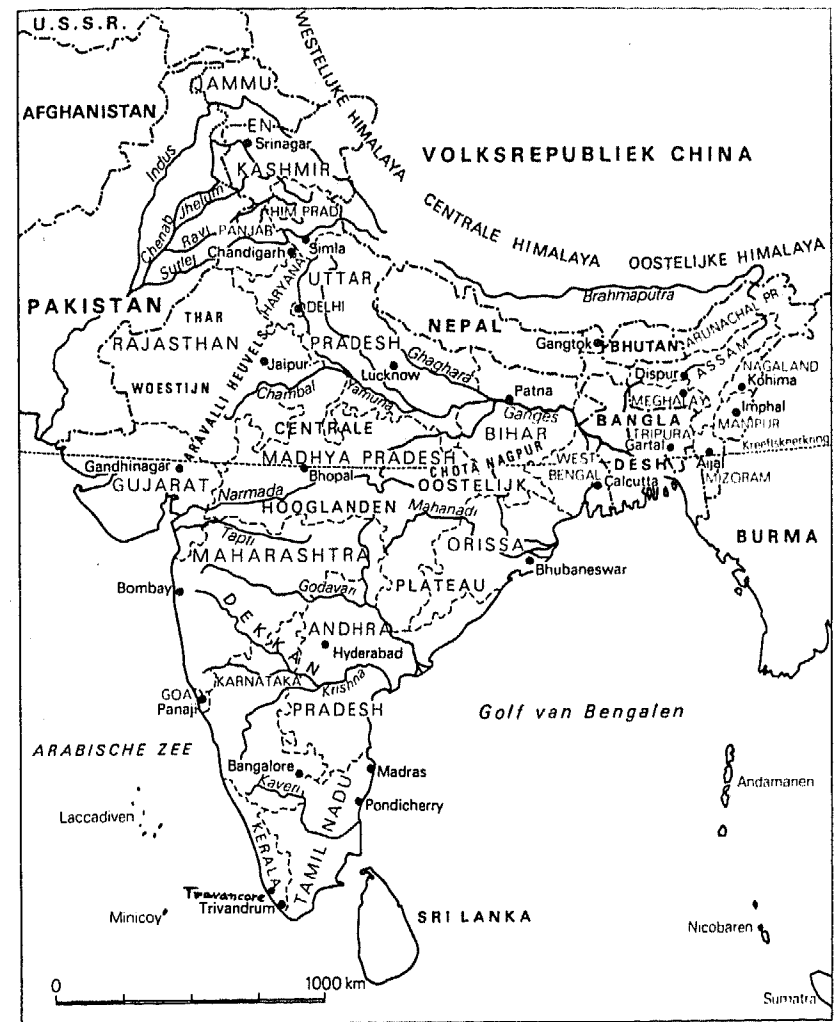 U.S.S.R.
WESTELIJKE HIMALAYA
JAMMU
AFGHANISTAN
EN
Srinagar
Indus
KASHMIR
VOLKSREPUBLIEK CHINA
Jhelum
Chenab
HIM PRAD
CENTRALE HIMALAYA
OOSTELIJKE HIMALAYA
Ravi
PANJAB
Simla
Sutlej
Chandigarh
HARYANA
UTTAR
PAKISTAN
THAR
DELHI
Brahmaputra
ARUNACHAL PR
NEPAL
RAJASTHAN
PRADESH
Gangtok
BHUTAN
ASSAM
Jaipur
Ghaghara
Lucknow
Dispur
NAGALAND
WOESTIJN
Kohima
ARAVALLI HEUVELS
Chambal
Yamuna
Patna
MEGHALAY
Imphal
Ganges
BANGLA
MANIPUR
CENTRALE
BIHAR
TRIPURA
Kreeftskeerkring
Gartal
MADHYA PRADESH
CHOTA NAGPUR
WEST
Gandhinagar
Bhopal
BENGAL
DESH
Aijal
GUJARAT
OOSTELIJK
Calcutta
MIZORAM
Narmada
HOOGLANDEN
Mahanadi
Tapti
BURMA
MAHARASHTRA
ORISSA
Bhubaneswar
PLATEAU
Bombay
Godavari
DEKKAN
ANDHRA
Hyderabad
KARNATAKA
Krishna
GOA
Panaji
PRADESH
Golf van Bengalen
ARABISCHE ZEE
Bangalore
Madras
Kaveri
Andamanen
Pondicherry
Laccadiven
KERALA
TAMIL NADU
Travancore
Trivandrum
Minicoy
SRI LANKA
Nicobaren
0 1000 km
Sumatra